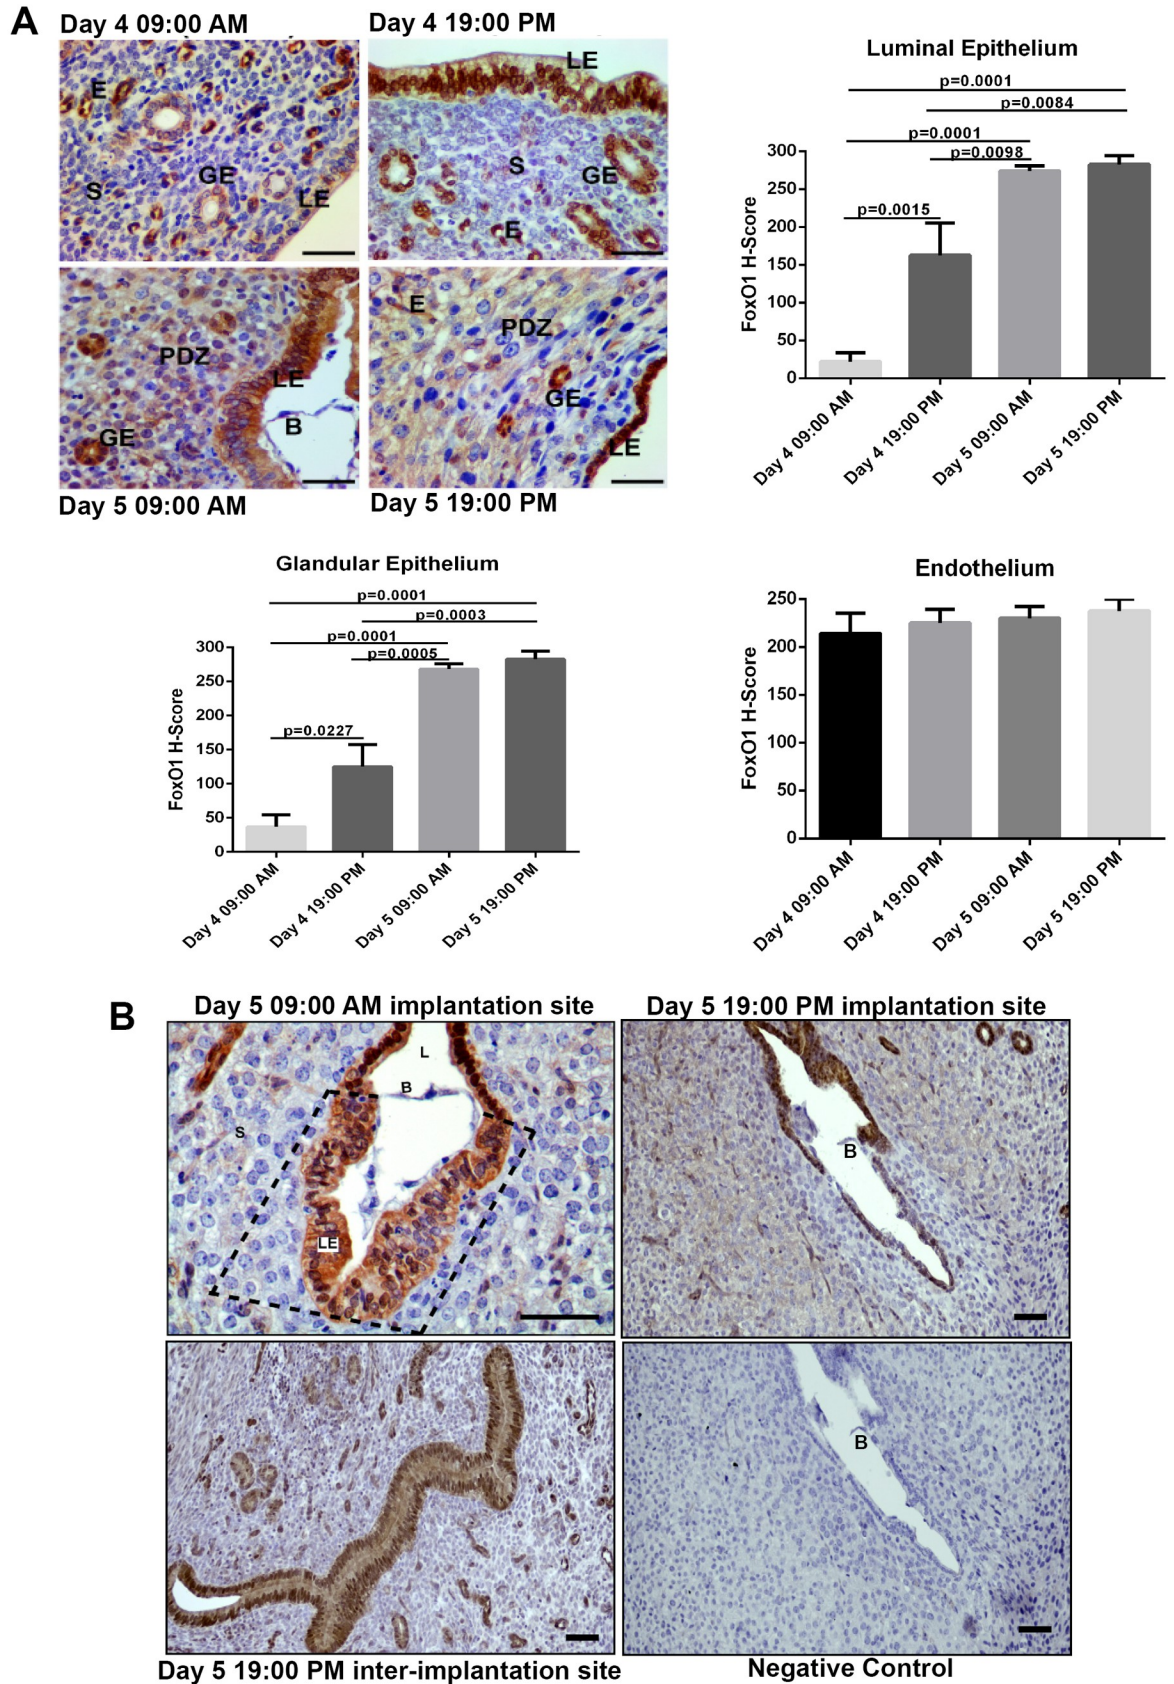 A
Day 4 09:00 AM
Day 4 19:00 PM
E
S
GE
LE
LE
S
GE
E
PDZ
LE
B
GE
E
PDZ
GE
LE
Day 5 09:00 AM
Day 5 19:00 PM
Luminal Epithelium
p=0.0001
p=0.0084
p=0.0001
p=0.0098
p=0.0015
FoxO1 H-Score
300
250
200
150
100
50
0
Day 4 09:00 AM
Day 4 19:00 PM
Day 5 09:00 AM
Day 5 19:00 PM
Glandular Epithelium
p=0.0001
p=0.0003
p=0.0001
p=0.0005
p=0.0227
FoxO1 H-Score
300
250
200
150
100
50
0
Day 4 09:00 AM
Day 4 19:00 PM
Day 5 09:00 AM
Day 5 19:00 PM
Endothelium
FoxO1 H-Score
250
200
150
100
50
0
Day 4 09:00 AM
Day 4 19:00 PM
Day 5 09:00 AM
Day 5 19:00 PM
B
Day 5 09:00 AM implantation site
Day 5 19:00 PM implantation site
L
B
S
LE
B
B
Day 5 19:00 PM inter-implantation site
Negative Control